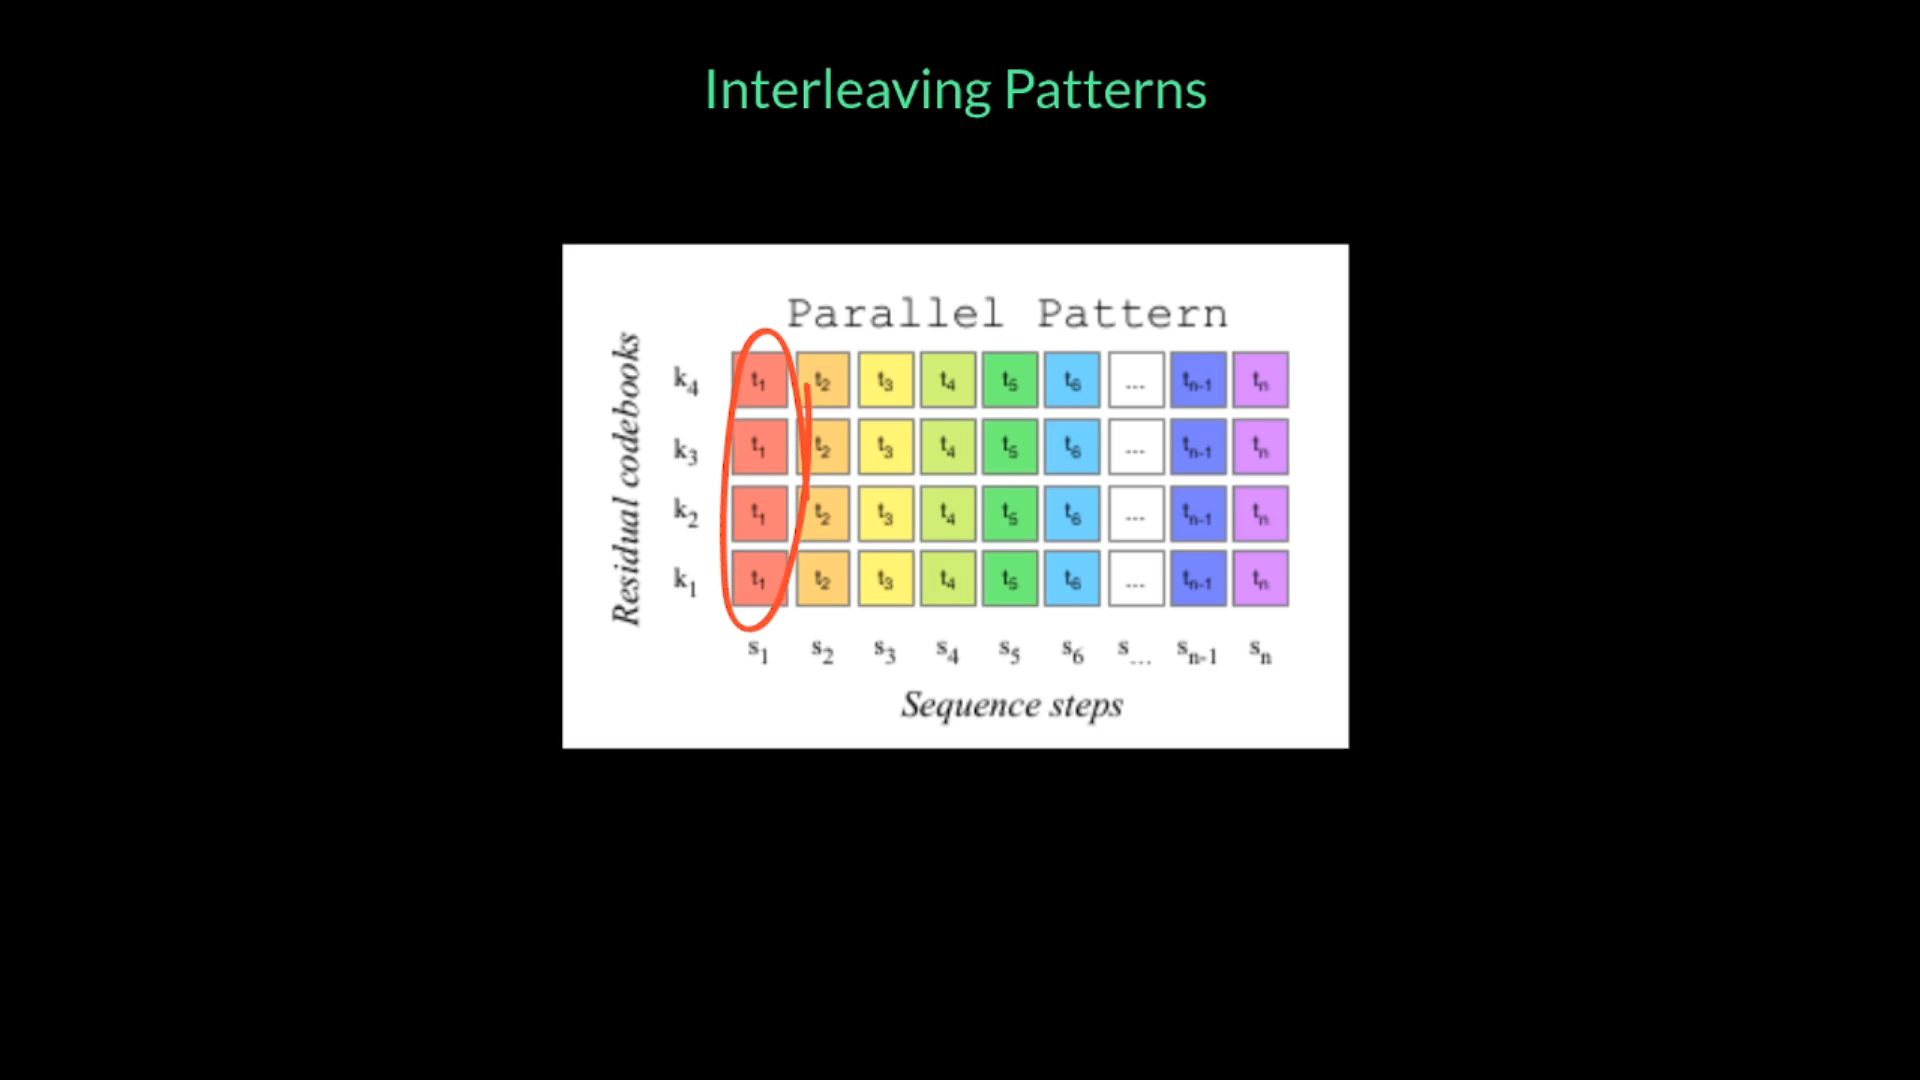 Interleaving Patterns
Parallel Pattern
Residual codebooks
k4 t1 t2 t3 t4 t5 t6 ... tn-1 tn
k3 t1 t2 t3 t4 t5 t6 ... tn-1 tn
k2 t1 t2 t3 t4 t5 t6 ... tn-1 tn
k1 t1 t2 t3 t4 t5 t6 ... tn-1 tn
s1 s2 s3 s4 s5 s6 s... sn-1 sn
Sequence steps